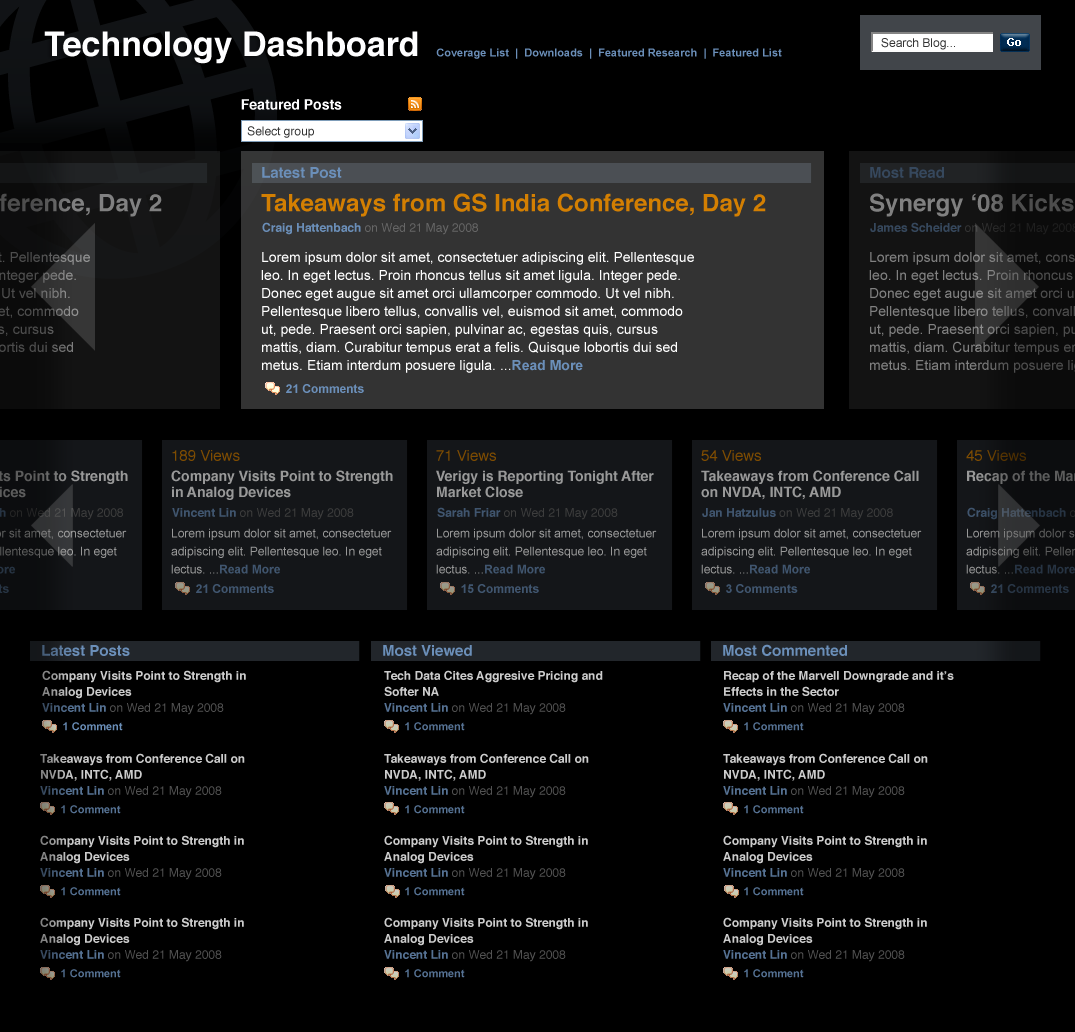 Technology Dashboard
Coverage List | Downloads | Featured Research | Featured List
Search Blog...
Go
Featured Posts
Select group
Day 2
Pellentesque
Integer pede.
Ut vel nibh.
commodo
cursus
dui sed
Latest Post
Takeaways from GS India Conference, Day 2
Craig Hattenbach on Wed 21 May 2008
Lorem ipsum dolor sit amet, consectetuer adipiscing elit. Pellentesque
leo. In eget lectus. Proin rhoncus tellus sit amet ligula. Integer pede.
Donec eget augue sit amet orci ullamcorper commodo. Ut vel nibh.
Pellentesque libero tellus, convallis vel, euismod sit amet, commodo
ut, pede. Praesent orci sapien, pulvinar ac, egestas quis, cursus
mattis, diam. Curabitur tempus erat a felis. Quisque lobortis dui sed
metus. Etiam interdum posuere ligula. ...Read More
21 Comments
Most Read
Synergy ‘08 Kicks
James Scheider on Wed 21 May 2008
Lorem ipsum dolor sit amet, cons
leo. In eget lectus. Proin rhoncus
Donec eget augue sit amet orci u
Pellentesque libero tellus, convall
ut, pede. Praesent orci sapien, pu
mattis, diam. Curabitur tempus er
metus. Etiam interdum posuere li
ts Point to Strength
ices
on Wed 21 May 2008
or sit amet, consectetuer
llentesque leo. In eget
189 Views
Company Visits Point to Strength
in Analog Devices
Vincent Lin on Wed 21 May 2008
Lorem ipsum dolor sit amet, consectetuer
adipiscing elit. Pellentesque leo. In eget
lectus. ...Read More
21 Comments
71 Views
Verigy is Reporting Tonight After
Market Close
Sarah Friar on Wed 21 May 2008
Lorem ipsum dolor sit amet, consectetuer
adipiscing elit. Pellentesque leo. In eget
lectus. ...Read More
15 Comments
54 Views
Takeaways from Conference Call
on NVDA, INTC, AMD
Jan Hatzulus on Wed 21 May 2008
Lorem ipsum dolor sit amet, consectetuer
adipiscing elit. Pellentesque leo. In eget
lectus. ...Read More
3 Comments
45 Views
Recap of the Ma
Craig Hattenbach
Lorem ipsum dolor sit
adipiscing elit. Pellen
lectus. ...Read More
21 Comments
Latest Posts
Company Visits Point to Strength in
Analog Devices
Vincent Lin on Wed 21 May 2008
1 Comment
Takeaways from Conference Call on
NVDA, INTC, AMD
Vincent Lin on Wed 21 May 2008
1 Comment
Company Visits Point to Strength in
Analog Devices
Vincent Lin on Wed 21 May 2008
1 Comment
Company Visits Point to Strength in
Analog Devices
Vincent Lin on Wed 21 May 2008
1 Comment
Most Viewed
Tech Data Cites Aggresive Pricing and
Softer NA
Vincent Lin on Wed 21 May 2008
1 Comment
Takeaways from Conference Call on
NVDA, INTC, AMD
Vincent Lin on Wed 21 May 2008
1 Comment
Company Visits Point to Strength in
Analog Devices
Vincent Lin on Wed 21 May 2008
1 Comment
Company Visits Point to Strength in
Analog Devices
Vincent Lin on Wed 21 May 2008
1 Comment
Most Commented
Recap of the Marvell Downgrade and it’s
Effects in the Sector
Vincent Lin on Wed 21 May 2008
1 Comment
Takeaways from Conference Call on
NVDA, INTC, AMD
Vincent Lin on Wed 21 May 2008
1 Comment
Company Visits Point to Strength in
Analog Devices
Vincent Lin on Wed 21 May 2008
1 Comment
Company Visits Point to Strength in
Analog Devices
Vincent Lin on Wed 21 May 2008
1 Comment